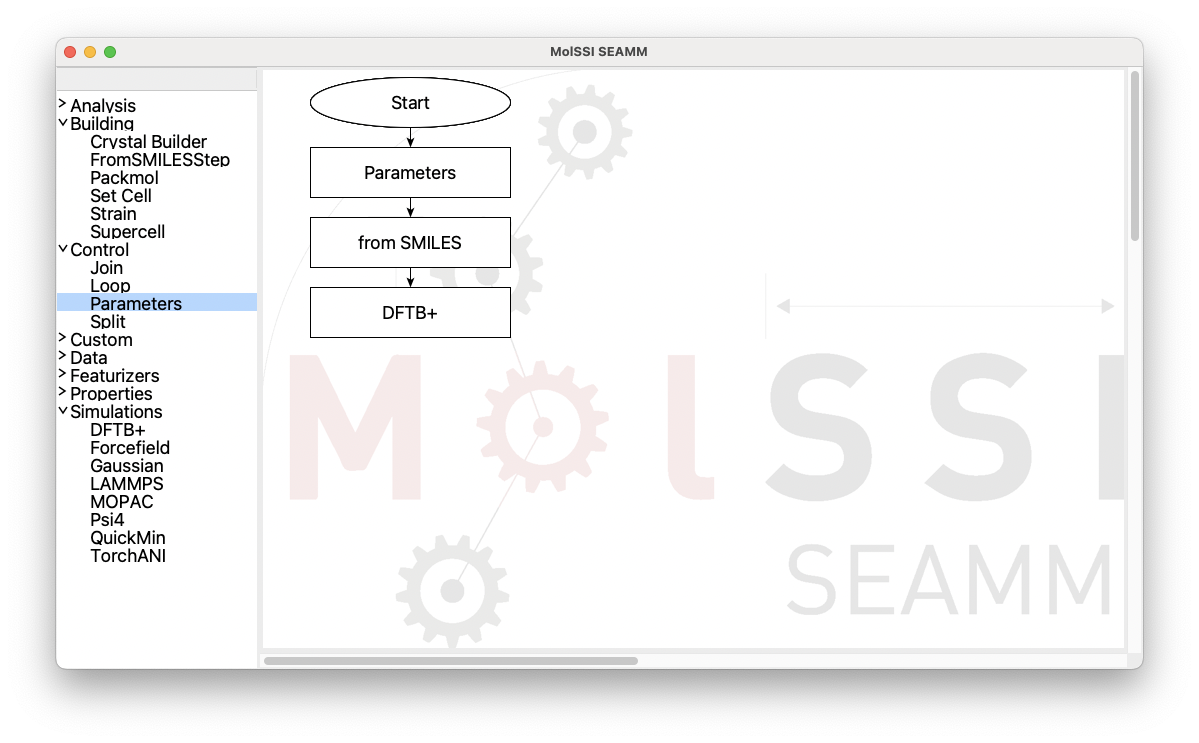 MolSSI SEAMM
Analysis
Building
Crystal Builder
FromSMILESStep
Packmol
Set Cell
Strain
Supercell
Control
Join
Loop
Parameters
Split
Custom
Data
Featurizers
Properties
Simulations
DFTB+
Forcefield
Gaussian
LAMMPS
MOPAC
Psi4
QuickMin
TorchANI
Start
Parameters
from SMILES
DFTB+
MolSSI
SEAMM